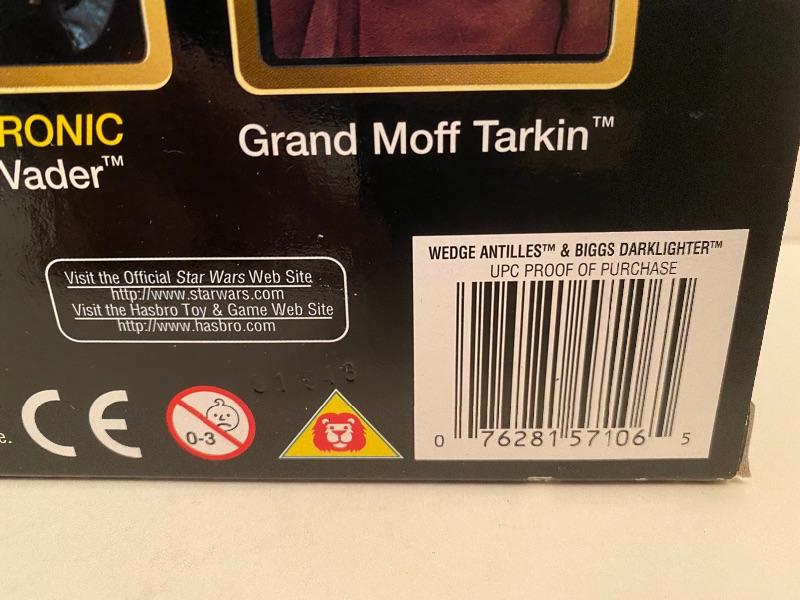 RONIC
Vader™
Grand Moff Tarkin™
Visit the Official Star Wars Web Site
http://www.starwars.com
Visit the Hasbro Toy & Game Web Site
http://www.hasbro.com
WEDGE ANTILLES™ & BIGGS DARKLIGHTER™
UPC PROOF OF PURCHASE
0 76281 57106 5
e.
CE
0-3